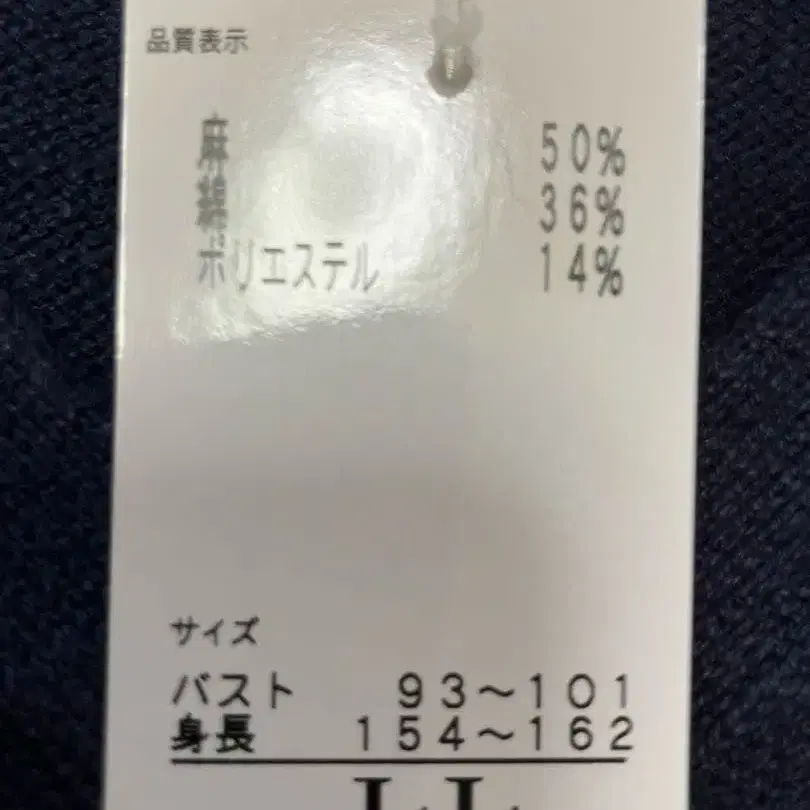 品質表示
麻 50%
綿 36%
ポリエステル 14%
サイズ
バスト 93～101
身長 154～162
LL